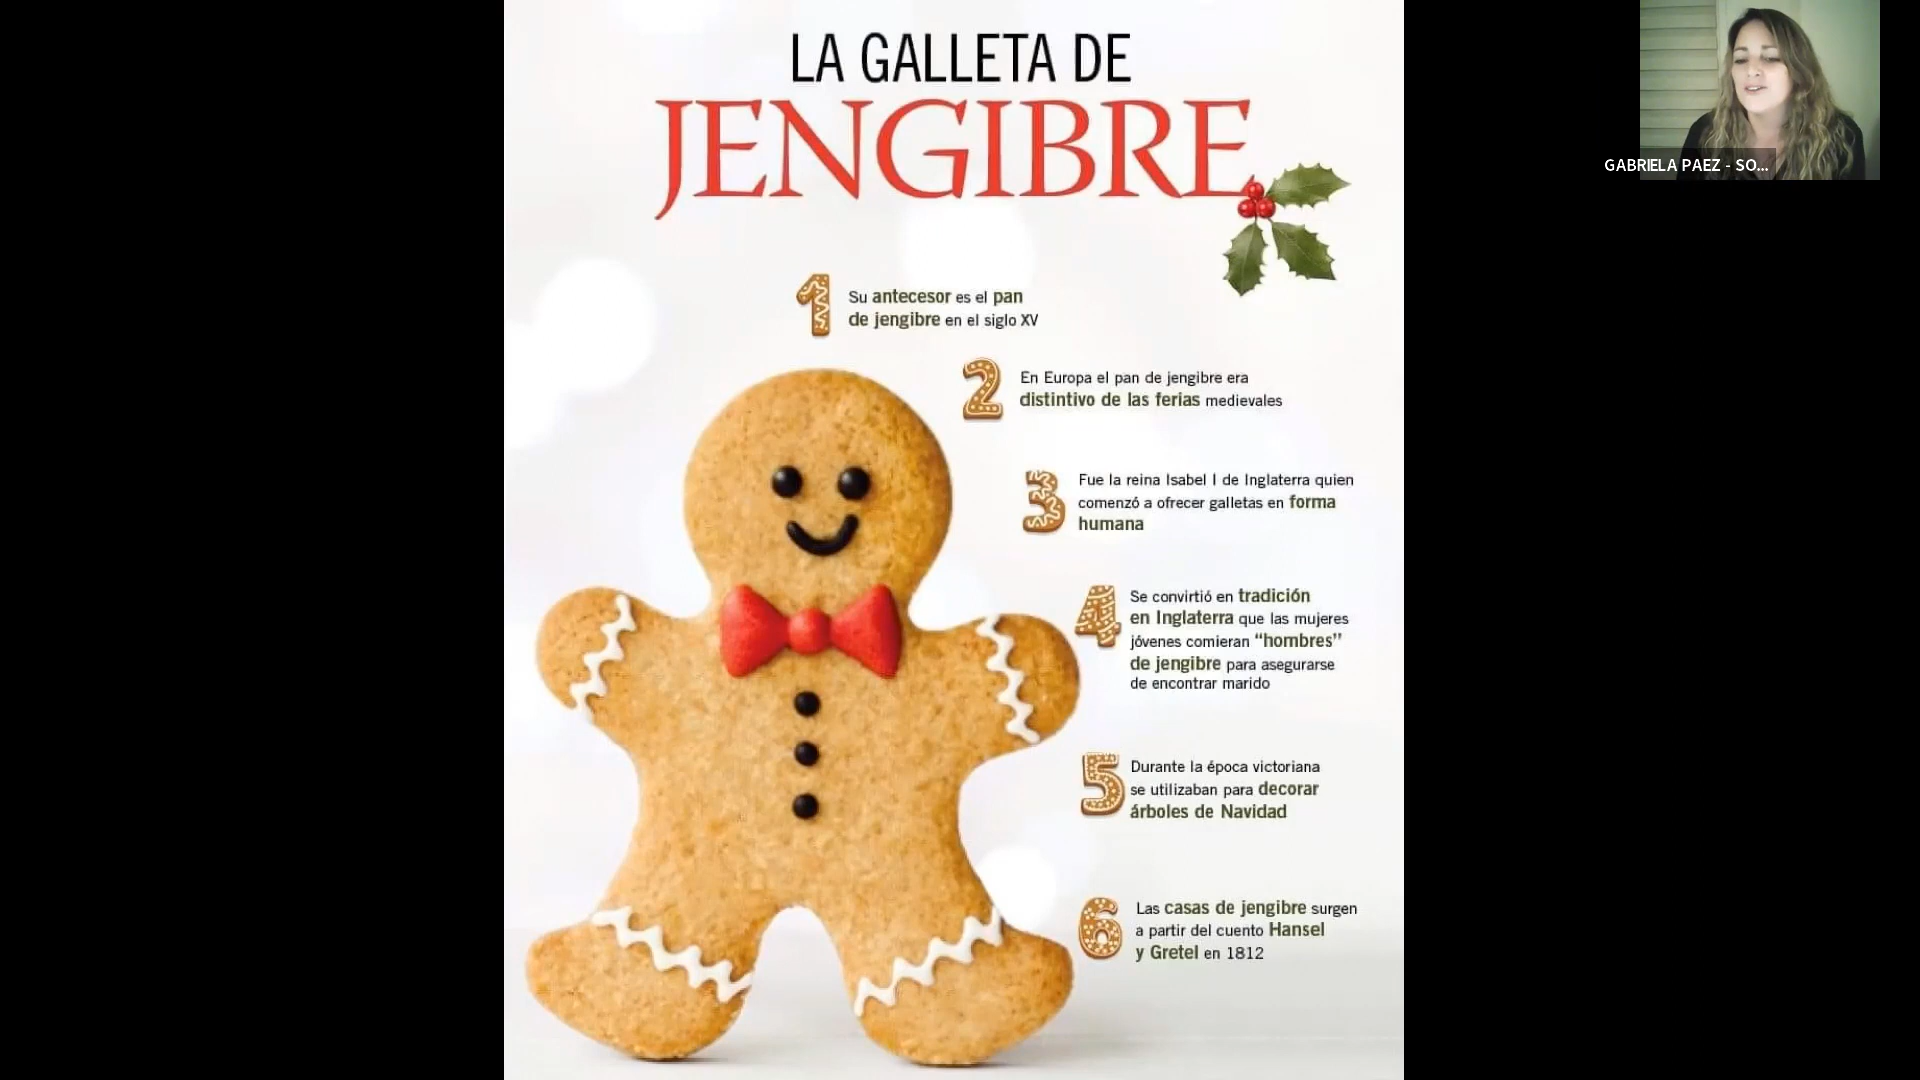 LA GALLETA DE
JENGIBRE
1
Su antecesor es el pan
de jengibre en el siglo XV
2
En Europa el pan de jengibre era
distintivo de las ferias medievales
3
Fue la reina Isabel I de Inglaterra quien
comenzó a ofrecer galletas en forma
humana
4
Se convirtió en tradición
en Inglaterra que las mujeres
jóvenes comieran “hombres”
de jengibre para asegurarse
de encontrar marido
5
Durante la época victoriana
se utilizaban para decorar
árboles de Navidad
6
Las casas de jengibre surgen
a partir del cuento Hansel
y Gretel en 1812
GABRIELA PAEZ - SO...